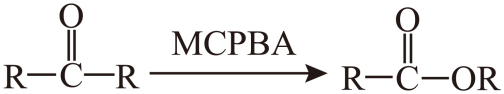 O O
MCPBA
R—C—R R—C—OR